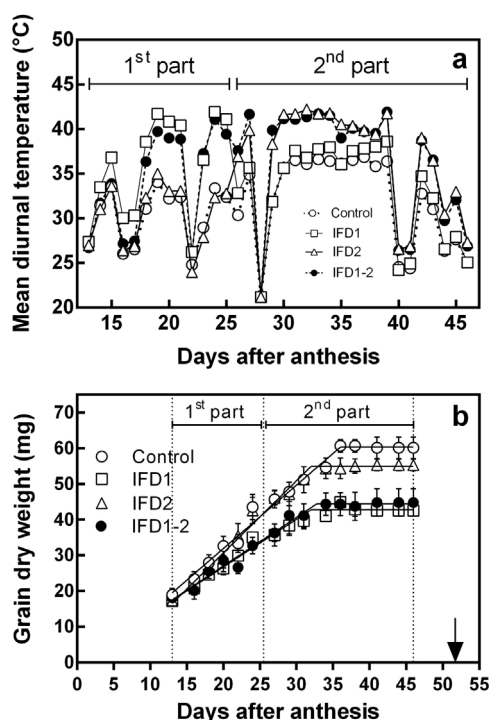 Mean diurnal temperature (°C)
50
45
40
35
30
25
20
a
1st part
2nd part
Control
IFD1
IFD2
IFD1-2
15 20 25 30 35 40 45
Days after anthesis
Grain dry weight (mg)
70
60
50
40
30
20
10
0
b
1st part
2nd part
Control
IFD1
IFD2
IFD1-2
0 5 10 15 20 25 30 35 40 45 50 55
Days after anthesis